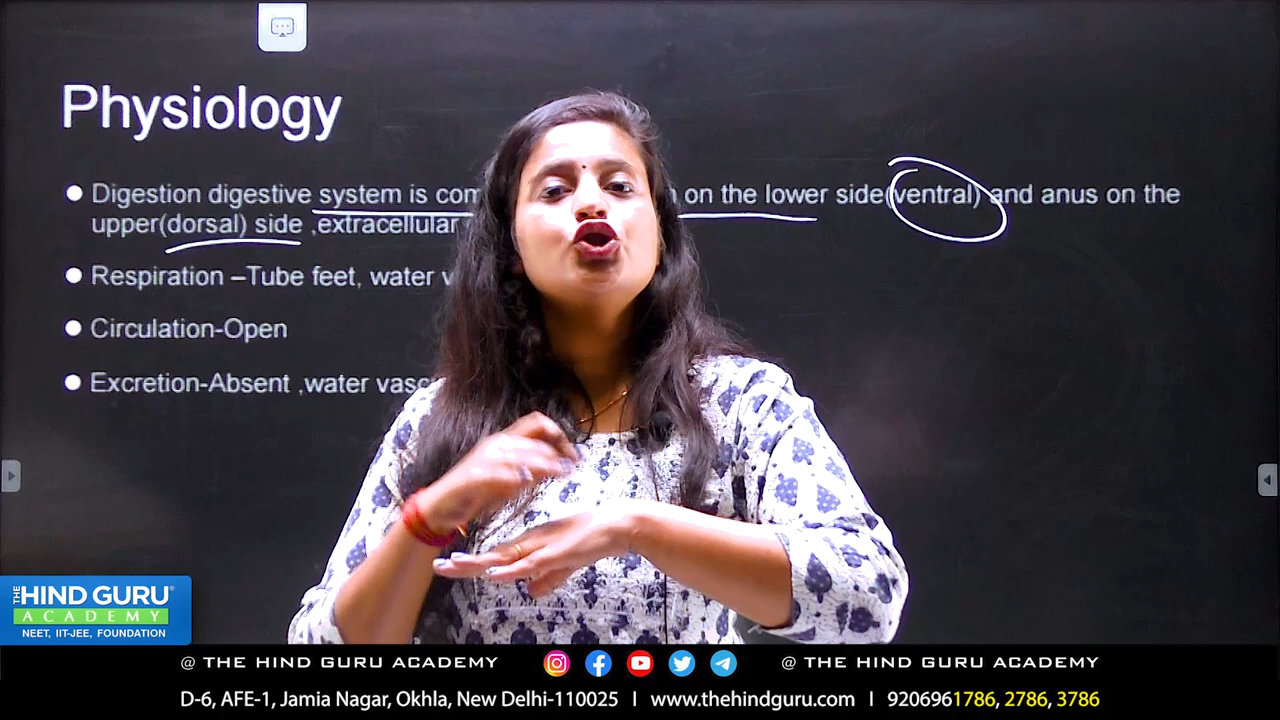 Physiology
Digestion digestive system is com on the lower side(ventral) and anus on the
upper(dorsal) side ,extracellular
Respiration –Tube feet, water v
Circulation-Open
Excretion-Absent ,water vasc
THE HIND GURU
ACADEMY
NEET, IIT-JEE, FOUNDATION
@ THE HIND GURU ACADEMY @ THE HIND GURU ACADEMY
D-6, AFE-1, Jamia Nagar, Okhla, New Delhi-110025 I www.thehindguru.com I 9206961786, 2786, 3786